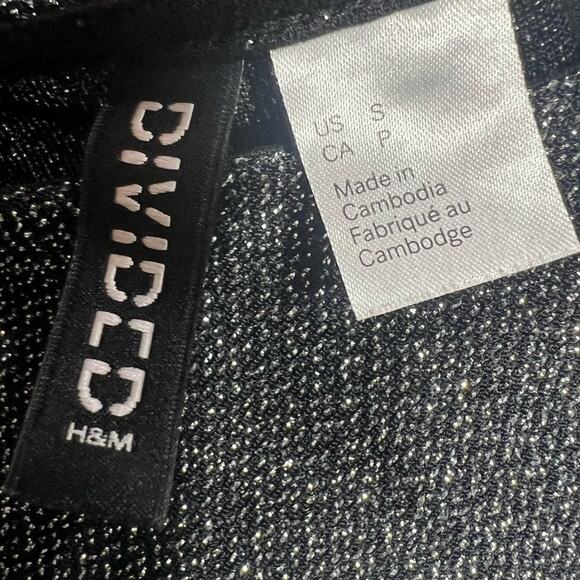 DIVIDED
H&M
US S
CA P
Made in
Cambodia
Fabriqué au
Cambodge